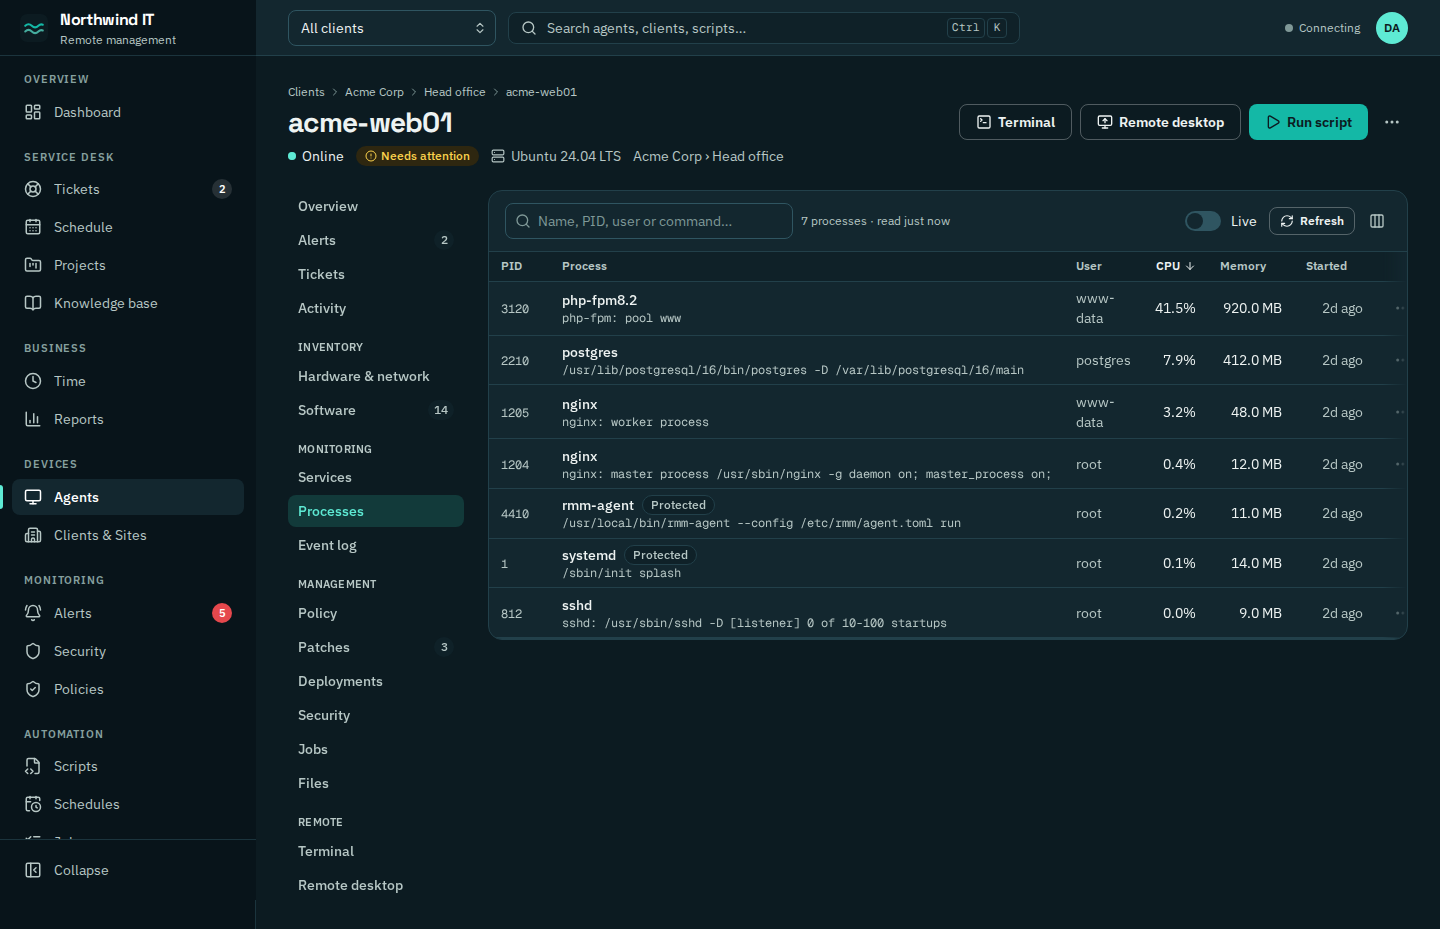 Northwind IT
Remote management
All clients
Search agents, clients, scripts...
Ctrl K
Connecting
DA
OVERVIEW
Dashboard
SERVICE DESK
Tickets 2
Schedule
Projects
Knowledge base
BUSINESS
Time
Reports
DEVICES
Agents
Clients & Sites
MONITORING
Alerts 5
Security
Policies
AUTOMATION
Scripts
Schedules
Collapse
Clients > Acme Corp > Head office > acme-web01
acme-web01
Terminal
Remote desktop
Run script
Online
Needs attention
Ubuntu 24.04 LTS
Acme Corp › Head office
Overview
Alerts 2
Tickets
Activity
INVENTORY
Hardware & network
Software 14
MONITORING
Services
Processes
Event log
MANAGEMENT
Policy
Patches 3
Deployments
Security
Jobs
Files
REMOTE
Terminal
Remote desktop
Name, PID, user or command...
7 processes · read just now
Live
Refresh
PID Process User CPU ↓ Memory Started
3120 php-fpm8.2 www-data 41.5% 920.0 MB 2d ago
php-fpm: pool www
2210 postgres postgres 7.9% 412.0 MB 2d ago
/usr/lib/postgresql/16/bin/postgres -D /var/lib/postgresql/16/main
1205 nginx www-data 3.2% 48.0 MB 2d ago
nginx: worker process
1204 nginx root 0.4% 12.0 MB 2d ago
nginx: master process /usr/sbin/nginx -g daemon on; master_process on;
4410 rmm-agent Protected root 0.2% 11.0 MB 2d ago
/usr/local/bin/rmm-agent --config /etc/rmm/agent.toml run
1 systemd Protected root 0.1% 14.0 MB 2d ago
/sbin/init splash
812 sshd root 0.0% 9.0 MB 2d ago
sshd: /usr/sbin/sshd -D [listener] 0 of 10-100 startups